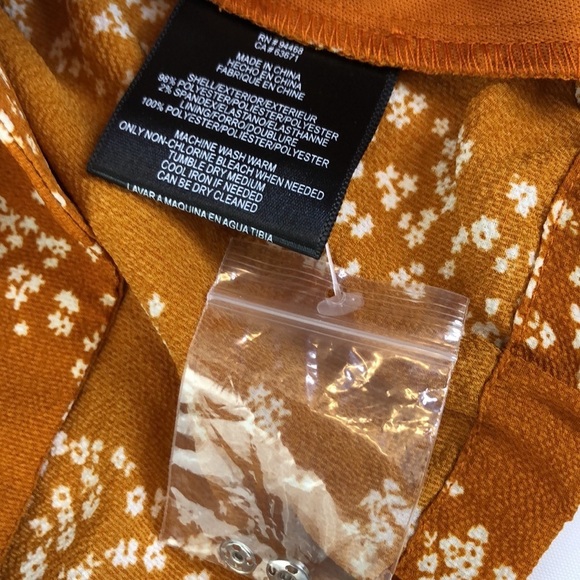 RN # 94468
CA # 63671
MADE IN CHINA
HECHO EN CHINA
FABRIQUÉ EN CHINE
SHELL/EXTERIOR/EXTÉRIEUR
98% POLYESTER/POLIÉSTER/POLYESTER
2% SPANDEX/ELASTANO/ÉLASTHANNE
LINING/FORRO/DOUBLURE
100% POLYESTER/POLIÉSTER/POLYESTER
MACHINE WASH WARM
ONLY NON-CHLORINE BLEACH WHEN NEEDED
TUMBLE DRY MEDIUM
COOL IRON IF NEEDED
CAN BE DRY CLEANED
LAVAR A MAQUINA EN AGUA TIBIA